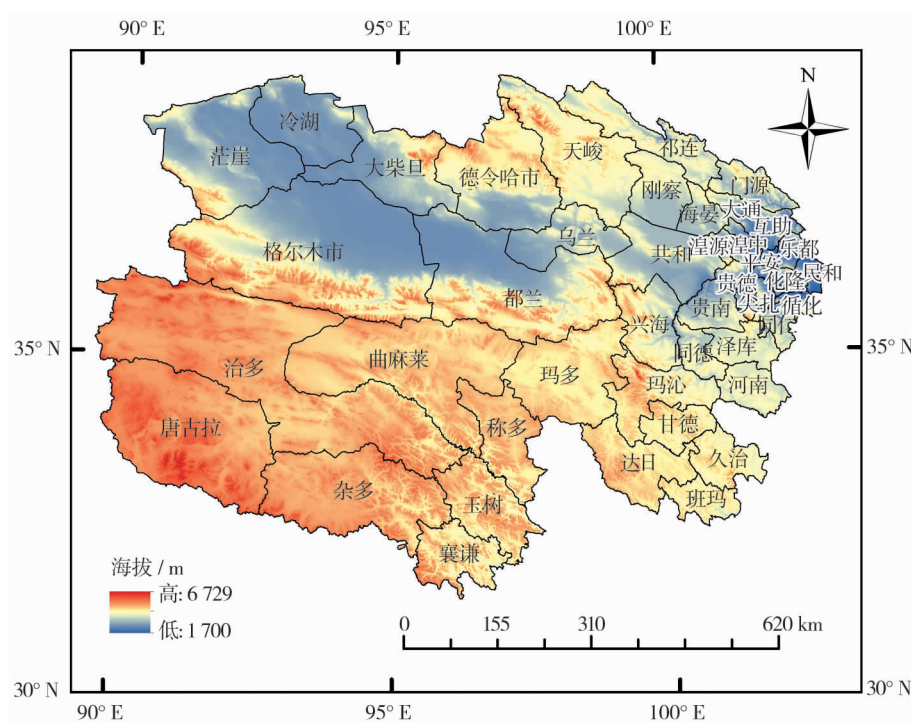 90° E 95° E 100° E
N
冷湖
茫崖
大柴旦
德令哈市
天峻
祁连
刚察
门源
海晏
大通
互助
湟源
湟中
乐都
平安
民和
格尔木市
乌兰
共和
都兰
贵德
化隆
尖扎
循化
贵南
兴海
同仁
35° N
35° N
治多
曲麻莱
玛多
同德
泽库
玛沁
河南
唐古拉
称多
甘德
达日
久治
杂多
玉树
班玛
襄谦
海拔 / m
高: 6 729
低: 1 700
0 155 310 620 km
30° N
30° N
90° E 95° E 100° E